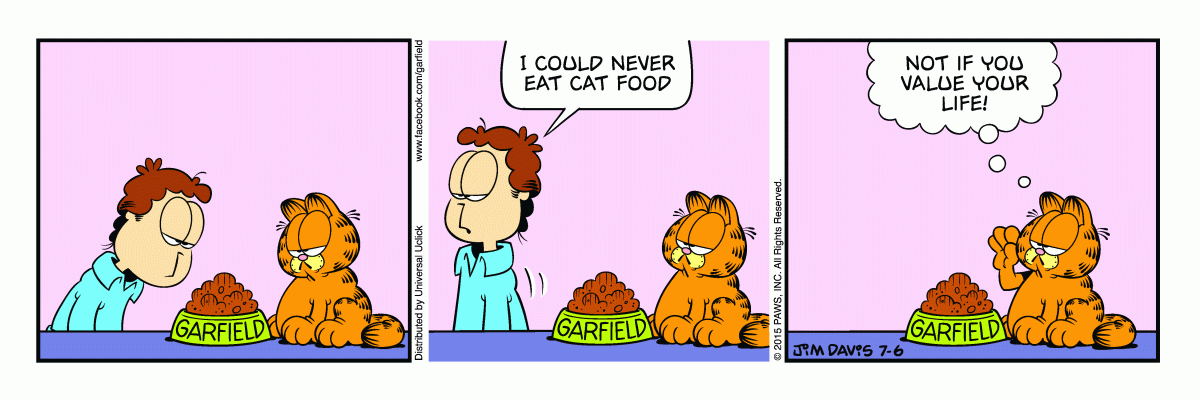 GARFIELD
Distributed by Universal Uclick
www.facebook.com/garfield
I COULD NEVER
EAT CAT FOOD
GARFIELD
© 2015 PAWS, INC. All Rights Reserved.
NOT IF YOU
VALUE YOUR
LIFE!
GARFIELD
JIM DAVIS 7-6